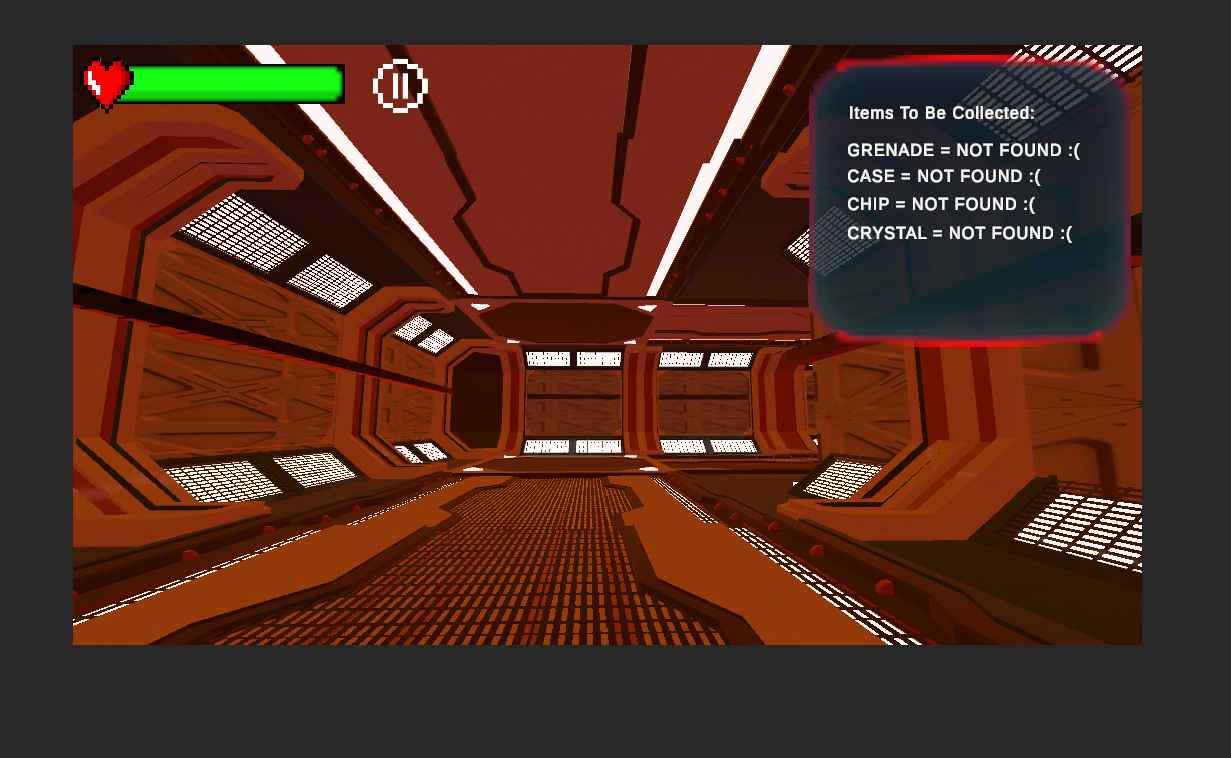 Items To Be Collected:
GRENADE = NOT FOUND :(
CASE = NOT FOUND :(
CHIP = NOT FOUND :(
CRYSTAL = NOT FOUND :(